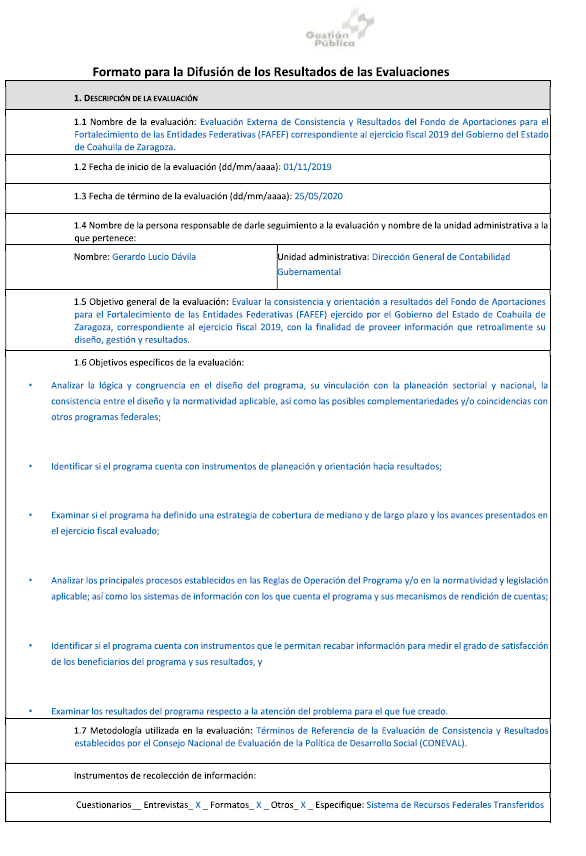 Gestión
Pública
Formato para la Difusión de los Resultados de las Evaluaciones
1. DESCRIPCIÓN DE LA EVALUACIÓN
1.1 Nombre de la evaluación: Evaluación Externa de Consistencia y Resultados del Fondo de Aportaciones para el
Fortalecimiento de las Entidades Federativas (FAFEF) correspondiente al ejercicio fiscal 2019 del Gobierno del Estado
de Coahuila de Zaragoza.
1.2 Fecha de inicio de la evaluación (dd/mm/aaaa): 01/11/2019
1.3 Fecha de término de la evaluación (dd/mm/aaaa): 25/05/2020
1.4 Nombre de la persona responsable de darle seguimiento a la evaluación y nombre de la unidad administrativa a la
que pertenece:
Nombre: Gerardo Lucio Dávila
Unidad administrativa: Dirección General de Contabilidad
Gubernamental
1.5 Objetivo general de la evaluación: Evaluar la consistencia y orientación a resultados del Fondo de Aportaciones
para el Fortalecimiento de las Entidades Federativas (FAFEF) ejercido por el Gobierno del Estado de Coahuila de
Zaragoza, correspondiente al ejercicio fiscal 2019, con la finalidad de proveer información que retroalimente su
diseño, gestión y resultados.
1.6 Objetivos específicos de la evaluación:
• Analizar la lógica y congruencia en el diseño del programa, su vinculación con la planeación sectorial y nacional, la
consistencia entre el diseño y la normatividad aplicable, así como las posibles complementariedades y/o coincidencias con
otros programas federales;
• Identificar si el programa cuenta con instrumentos de planeación y orientación hacia resultados;
• Examinar si el programa ha definido una estrategia de cobertura de mediano y de largo plazo y los avances presentados en
el ejercicio fiscal evaluado;
• Analizar los principales procesos establecidos en las Reglas de Operación del Programa y/o en la normatividad y legislación
aplicable; así como los sistemas de información con los que cuenta el programa y sus mecanismos de rendición de cuentas;
• Identificar si el programa cuenta con instrumentos que le permitan recabar información para medir el grado de satisfacción
de los beneficiarios del programa y sus resultados, y
• Examinar los resultados del programa respecto a la atención del problema para el que fue creado.
1.7 Metodología utilizada en la evaluación: Términos de Referencia de la Evaluación de Consistencia y Resultados
establecidos por el Consejo Nacional de Evaluación de la Política de Desarrollo Social (CONEVAL).
Instrumentos de recolección de información:
Cuestionarios__ Entrevistas_ X _ Formatos_ X _ Otros_ X _ Especifique: Sistema de Recursos Federales Transferidos